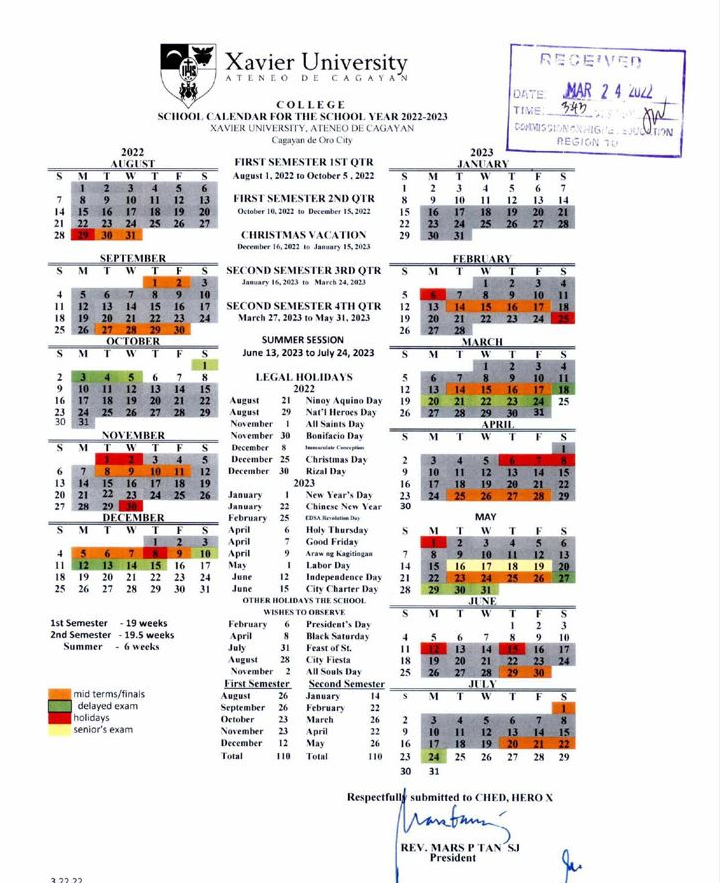 Xavier University
ATENEO DE CAGAYAN
COLLEGE
SCHOOL CALENDAR FOR THE SCHOOL YEAR 2022-2023
XAVIER UNIVERSITY, ATENEO DE CAGAYAN
Cagayan de Oro City
RECEIVED
DATE: MAR 24 2022
TIME: 343
REGION 10
2022
AUGUST
S M T W T F S
1 2 3 4 5 6
7 8 9 10 11 12 13
14 15 16 17 18 19 20
21 22 23 24 25 26 27
28 29 30 31
SEPTEMBER
S M T W T F S
1 2 3
4 5 6 7 8 9 10
11 12 13 14 15 16 17
18 19 20 21 22 23 24
25 26 27 28 29 30
OCTOBER
S M T W T F S
1
2 3 4 5 6 7 8
9 10 11 12 13 14 15
16 17 18 19 20 21 22
23 24 25 26 27 28 29
30 31
NOVEMBER
S M T W T F S
1 2 3 4 5
6 7 8 9 10 11 12
13 14 15 16 17 18 19
20 21 22 23 24 25 26
27 28 29 30
DECEMBER
S M T W T F S
1 2 3
4 5 6 7 8 9 10
11 12 13 14 15 16 17
18 19 20 21 22 23 24
25 26 27 28 29 30 31
1st Semester - 19 weeks
2nd Semester - 19.5 weeks
Summer - 6 weeks
mid terms/finals
delayed exam
holidays
senior's exam
FIRST SEMESTER 1ST QTR
August 1, 2022 to October 5 , 2022
FIRST SEMESTER 2ND QTR
October 10, 2022 to December 15, 2022
CHRISTMAS VACATION
December 16, 2022 to January 15, 2023
SECOND SEMESTER 3RD QTR
January 16, 2023 to March 24, 2023
SECOND SEMESTER 4TH QTR
March 27, 2023 to May 31, 2023
SUMMER SESSION
June 13, 2023 to July 24, 2023
LEGAL HOLIDAYS
2022
August 21 Ninoy Aquino Day
August 29 Nat'l Heroes Day
November 1 All Saints Day
November 30 Bonifacio Day
December 8 Immaculate Conception
December 25 Christmas Day
December 30 Rizal Day
2023
January 1 New Year's Day
January 22 Chinese New Year
February 25 EDSA Revolution Day
April 6 Holy Thursday
April 7 Good Friday
April 9 Araw ng Kagitingan
May 1 Labor Day
June 12 Independence Day
June 15 City Charter Day
OTHER HOLIDAYS THE SCHOOL
WISHES TO OBSERVE
February 6 President's Day
April 8 Black Saturday
July 31 Feast of St.
August 28 City Fiesta
November 2 All Souls Day
First Semester Second Semester
August 26 January 14
September 26 February 22
October 23 March 26
November 23 April 22
December 12 May 26
Total 110 Total 110
2023
JANUARY
S M T W T F S
1 2 3 4 5 6 7
8 9 10 11 12 13 14
15 16 17 18 19 20 21
22 23 24 25 26 27 28
29 30 31
FEBRUARY
S M T W T F S
1 2 3 4
5 6 7 8 9 10 11
12 13 14 15 16 17 18
19 20 21 22 23 24 25
26 27 28
MARCH
S M T W T F S
1 2 3 4
5 6 7 8 9 10 11
12 13 14 15 16 17 18
19 20 21 22 23 24 25
26 27 28 29 30 31
APRIL
S M T W T F S
1
2 3 4 5 6 7 8
9 10 11 12 13 14 15
16 17 18 19 20 21 22
23 24 25 26 27 28 29
30
MAY
S M T W T F S
1 2 3 4 5 6
7 8 9 10 11 12 13
14 15 16 17 18 19 20
21 22 23 24 25 26 27
28 29 30 31
JUNE
S M T W T F S
1 2 3
4 5 6 7 8 9 10
11 12 13 14 15 16 17
18 19 20 21 22 23 24
25 26 27 28 29 30
JULY
S M T W T F S
1
2 3 4 5 6 7 8
9 10 11 12 13 14 15
16 17 18 19 20 21 22
23 24 25 26 27 28 29
30 31
Respectfully submitted to CHED, HERO X
REV. MARS P TAN SJ
President
3.22.22